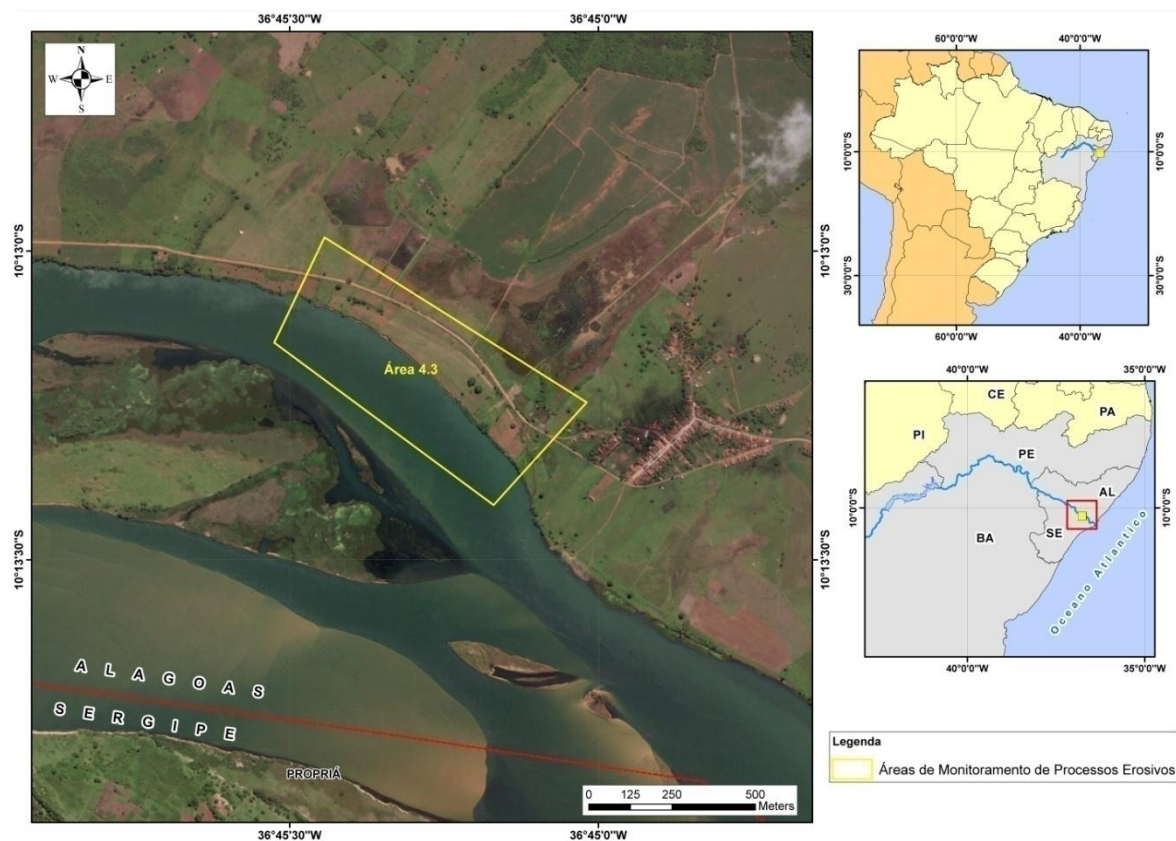 36°45'30"W
36°45'0"W
N
W
E
S
10°13'0"S
10°13'0"S
Área 4.3
10°13'30"S
10°13'30"S
ALAGOAS
SERGIPE
PROPRIÁ
0 125 250 500
Meters
36°45'30"W
36°45'0"W
60°0'0"W
40°0'0"W
10°0'0"S
10°0'0"S
30°0'0"S
30°0'0"S
60°0'0"W
40°0'0"W
40°0'0"W
35°0'0"W
CE
PA
PI
PE
AL
10°0'0"S
10°0'0"S
SE
BA
Oceano Atlantico
40°0'0"W
35°0'0"W
Legenda
Áreas de Monitoramento de Processos Erosivos